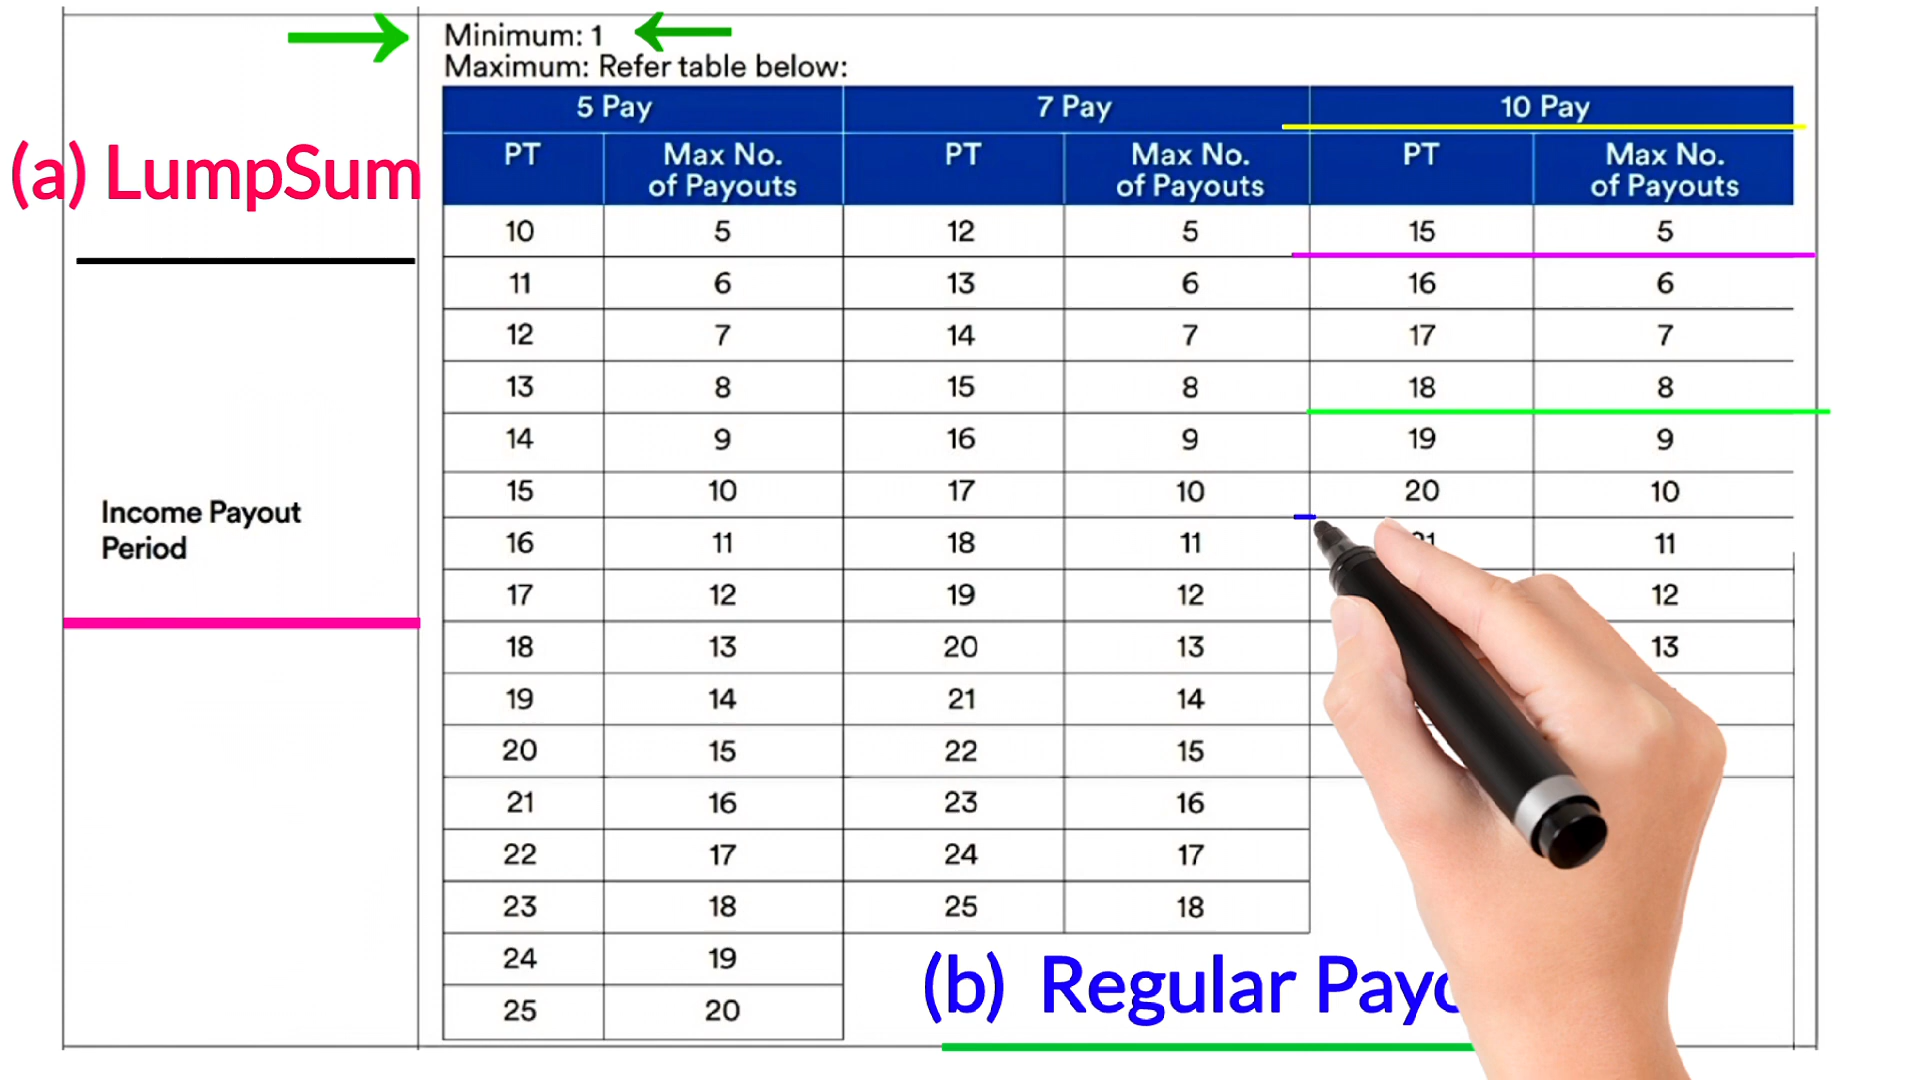 Minimum: 1
Maximum: Refer table below:
(a) LumpSum
Income Payout
Period
5 Pay 7 Pay 10 Pay
PT Max No. of Payouts PT Max No. of Payouts PT Max No. of Payouts
10 5 12 5 15 5
11 6 13 6 16 6
12 7 14 7 17 7
13 8 15 8 18 8
14 9 16 9 19 9
15 10 17 10 20 10
16 11 18 11 21 11
17 12 19 12 12
18 13 20 13 13
19 14 21 14
20 15 22 15
21 16 23 16
22 17 24 17
23 18 25 18
24 19
25 20
(b) Regular Payo